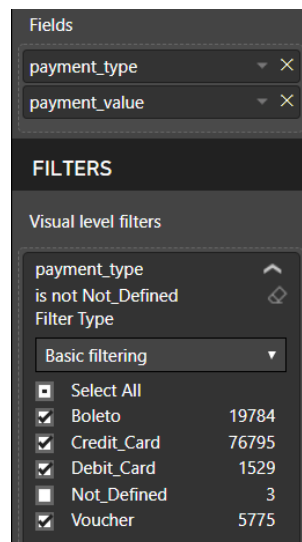 Fields
payment_type
payment_value
FILTERS
Visual level filters
payment_type
is not Not_Defined
Filter Type
Basic filtering
Select All
Boleto 19784
Credit_Card 76795
Debit_Card 1529
Not_Defined 3
Voucher 5775